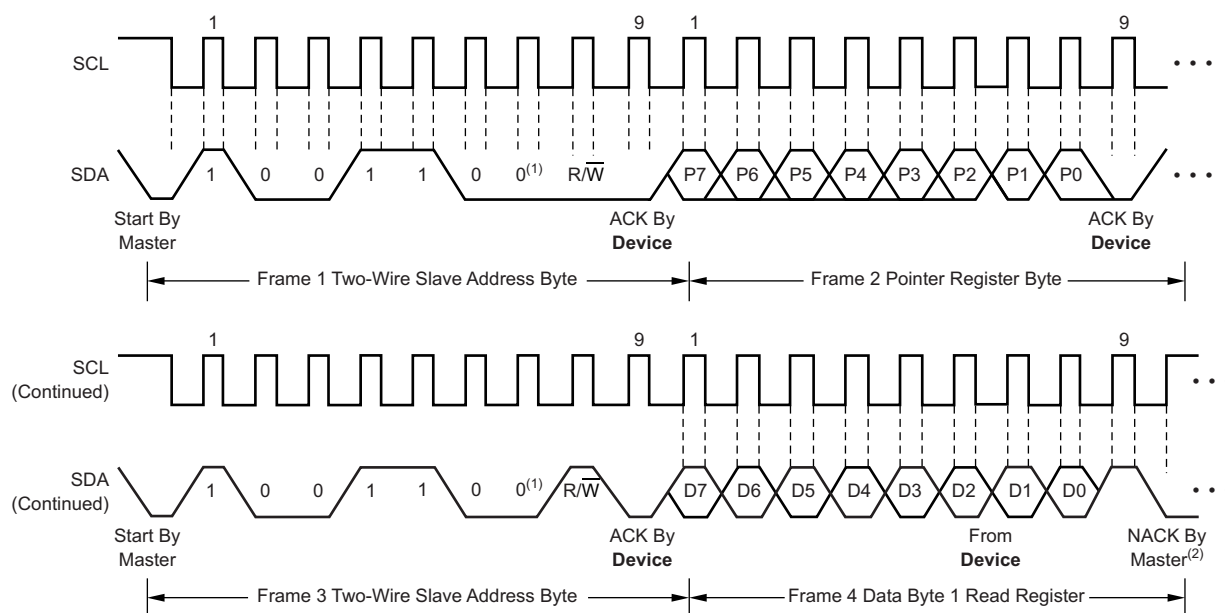 1 9 1 9
SCL
SDA 1 0 0 1 1 0 0(1) R/W̅ P7 P6 P5 P4 P3 P2 P1 P0
Start By ACK By ACK By
Master Device Device
Frame 1 Two-Wire Slave Address Byte Frame 2 Pointer Register Byte
1 9 1 9
SCL
(Continued)
SDA 1 0 0 1 1 0 0(1) R/W̅ D7 D6 D5 D4 D3 D2 D1 D0
(Continued)
Start By ACK By From NACK By
Master Device Device Master(2)
Frame 3 Two-Wire Slave Address Byte Frame 4 Data Byte 1 Read Register